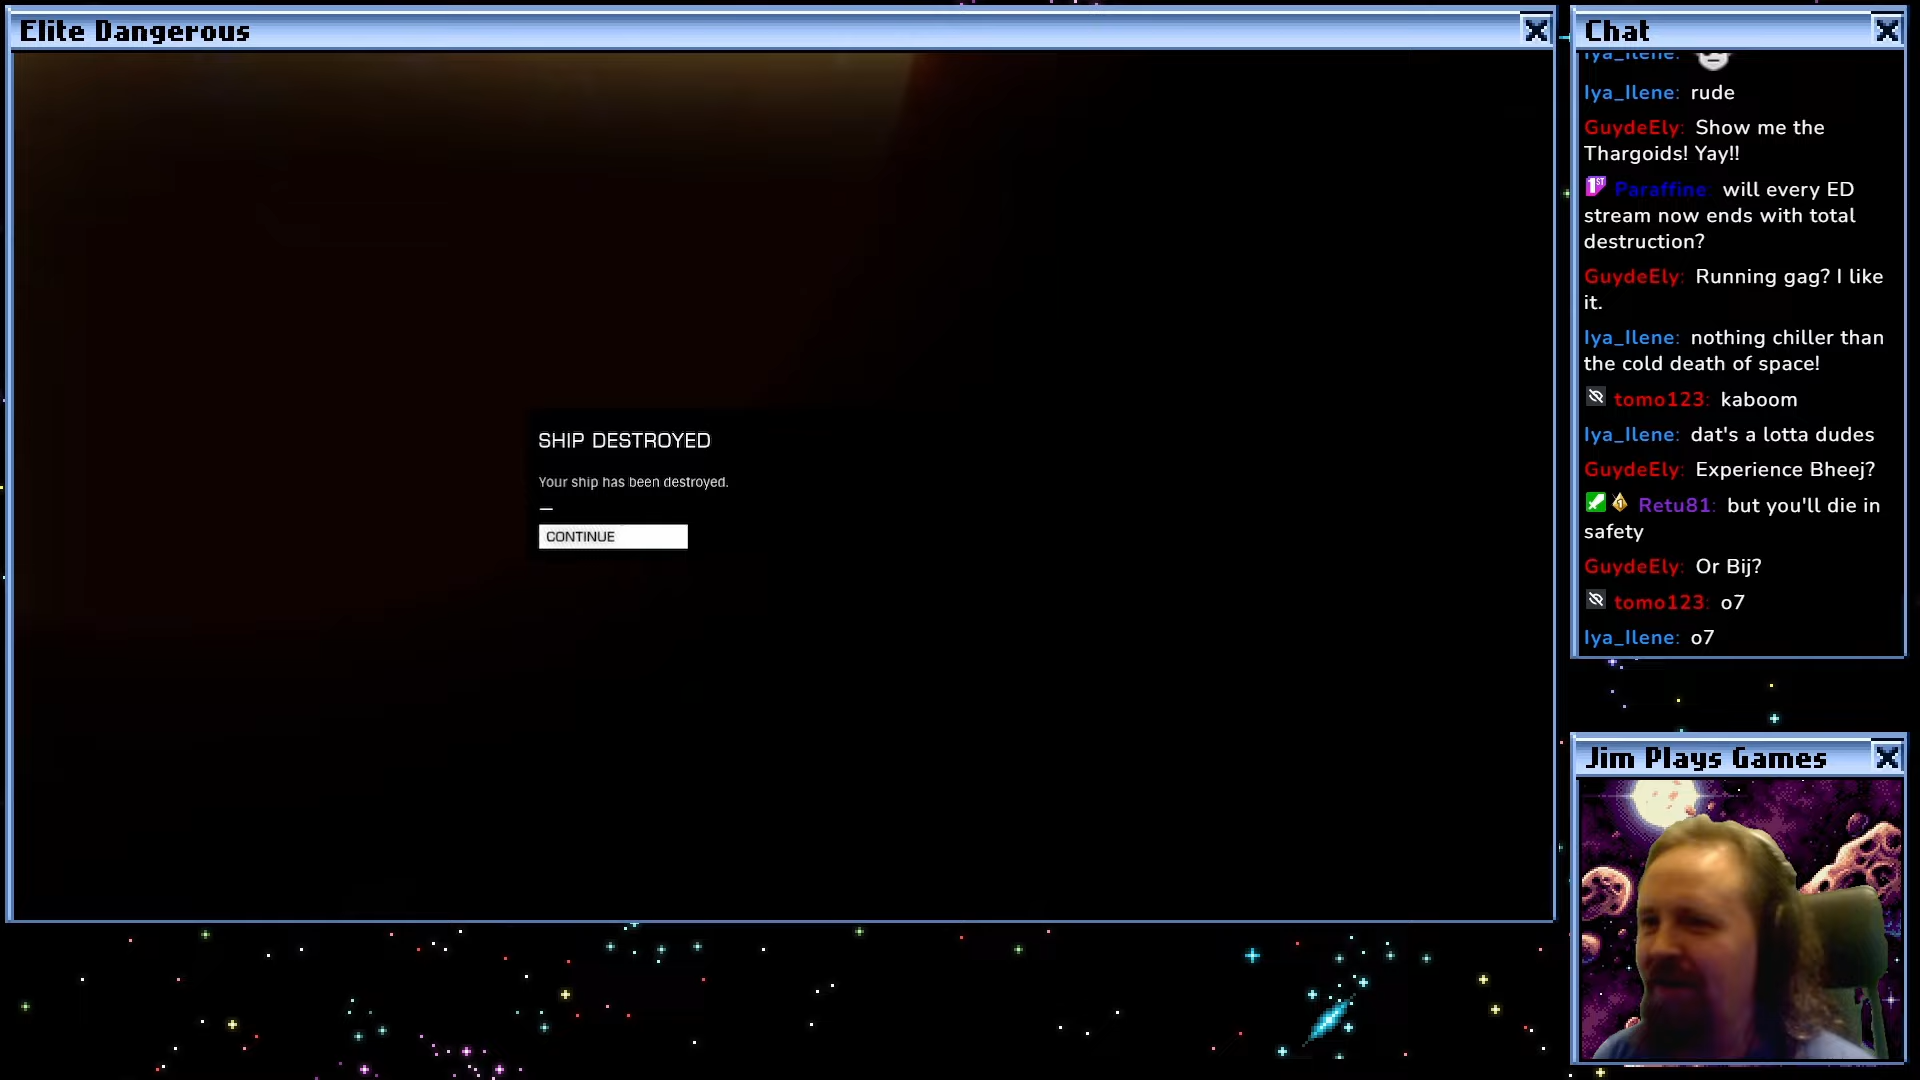 Elite Dangerous
SHIP DESTROYED
Your ship has been destroyed.
CONTINUE
Chat
Iya_Ilene:
Iya_Ilene: rude
GuydeEly: Show me the
Thargoids! Yay!!
1ST Paraffine: will every ED
stream now ends with total
destruction?
GuydeEly: Running gag? I like
it.
Iya_Ilene: nothing chiller than
the cold death of space!
tomo123: kaboom
Iya_Ilene: dat's a lotta dudes
GuydeEly: Experience Bheej?
Retu81: but you'll die in
safety
GuydeEly: Or Bij?
tomo123: o7
Iya_Ilene: o7
Jim Plays Games